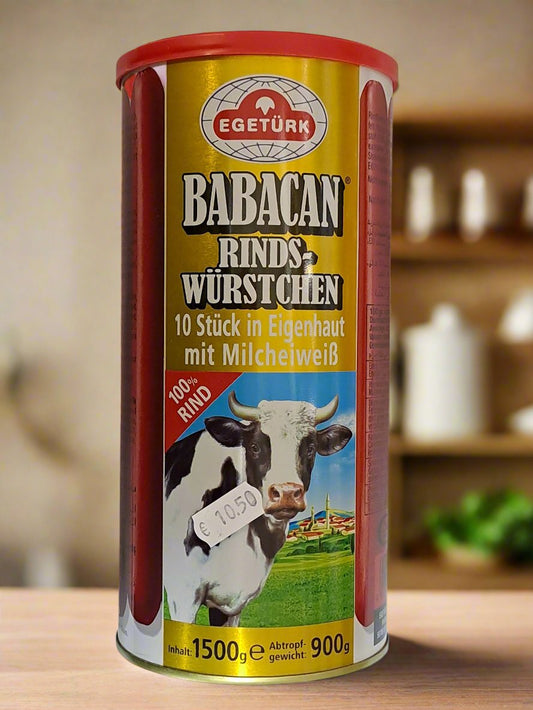 EGETÜRK
BABACAN®
RINDS-
WÜRSTCHEN
10 Stück in Eigenhaut
mit Milcheiweiß
100%
RIND
€ 10.50
Inhalt: 1500g e Abtropf-
gewicht: 900g